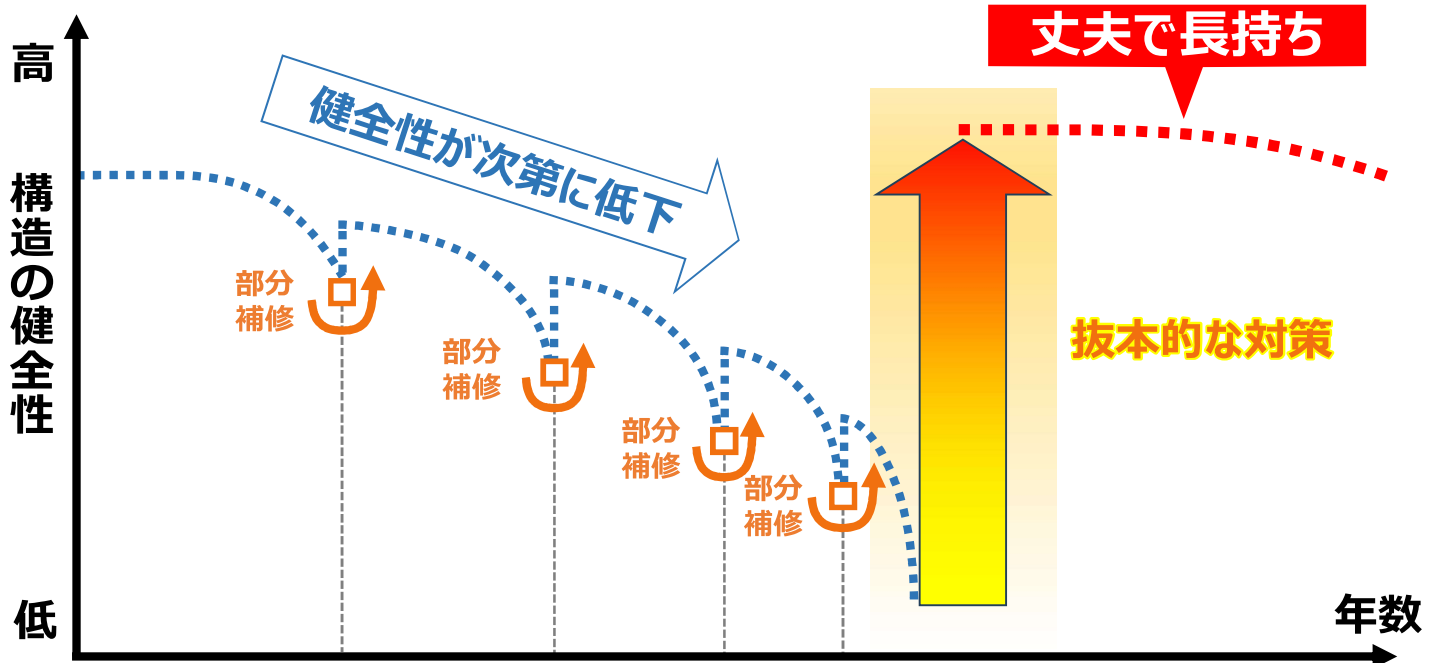 高
丈夫で長持ち
健全性が次第に低下
構造の健全性
部分
補修
部分
補修
部分
補修
部分
補修
抜本的な対策
低
年数